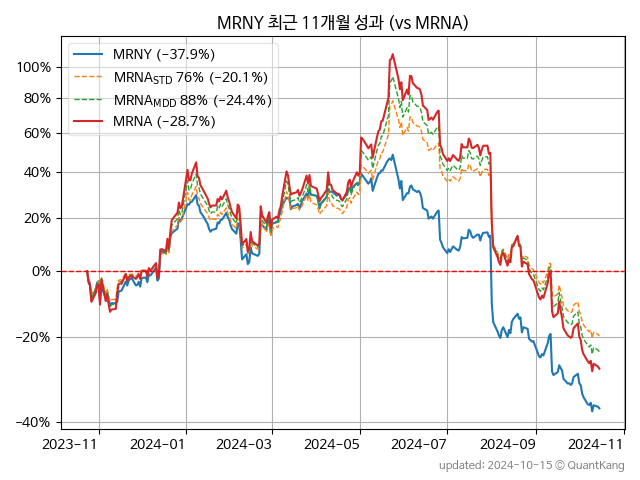 MRNY 최근 11개월 성과 (vs MRNA)
MRNY (−37.9%)
MRNA_STD 76% (−20.1%)
MRNA_MDD 88% (−24.4%)
MRNA (−28.7%)
100%
80%
60%
40%
20%
0%
−20%
−40%
2023-11 2024-01 2024-03 2024-05 2024-07 2024-09 2024-11
updated: 2024-10-15 © QuantKang